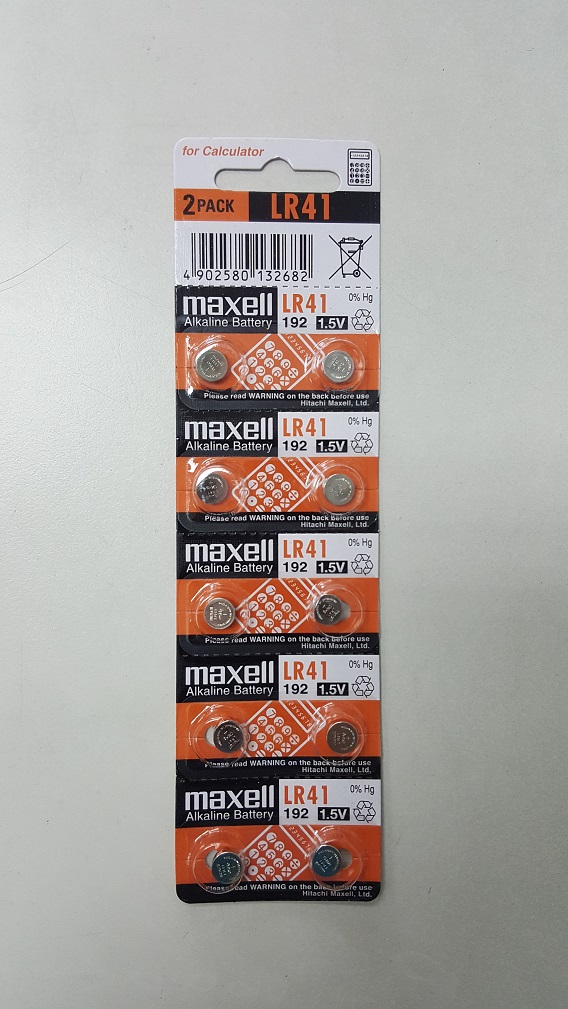 for Calculator
2 PACK LR41
4 902580 132682
maxell LR41 0% Hg
Alkaline Battery 192 1.5V
Please read WARNING on the back before use
Hitachi Maxell, Ltd.
maxell LR41 0% Hg
Alkaline Battery 192 1.5V
Please read WARNING on the back before use
Hitachi Maxell, Ltd.
maxell LR41 0% Hg
Alkaline Battery 192 1.5V
Please read WARNING on the back before use
Hitachi Maxell, Ltd.
maxell LR41 0% Hg
Alkaline Battery 192 1.5V
Please read WARNING on the back before use
Hitachi Maxell, Ltd.
maxell LR41 0% Hg
Alkaline Battery 192 1.5V
Please read WARNING on the back before use
Hitachi Maxell, Ltd.